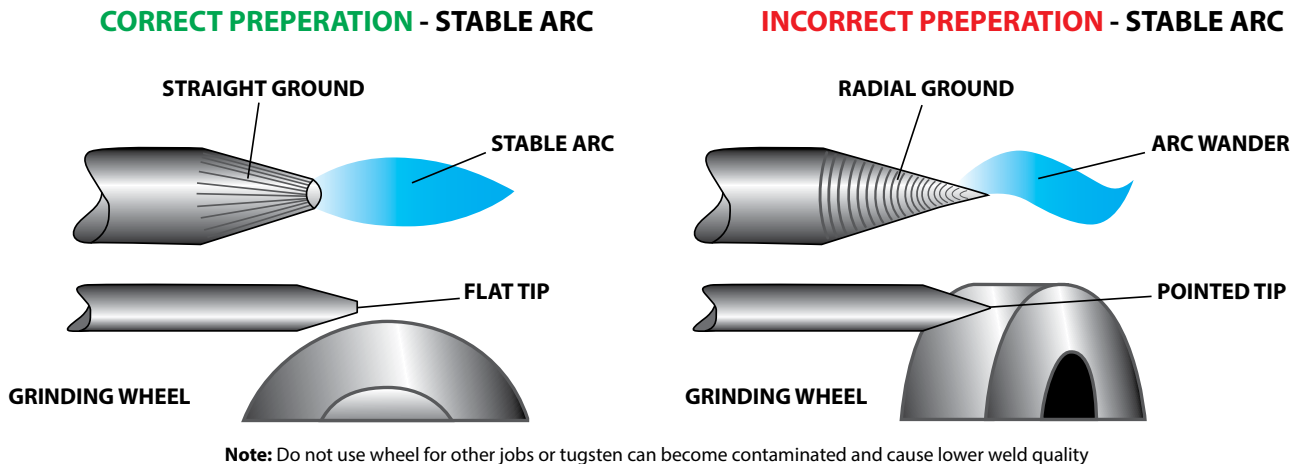 CORRECT PREPERATION - STABLE ARC
STRAIGHT GROUND
STABLE ARC
FLAT TIP
GRINDING WHEEL
INCORRECT PREPERATION - STABLE ARC
RADIAL GROUND
ARC WANDER
POINTED TIP
GRINDING WHEEL
Note: Do not use wheel for other jobs or tugsten can become contaminated and cause lower weld quality